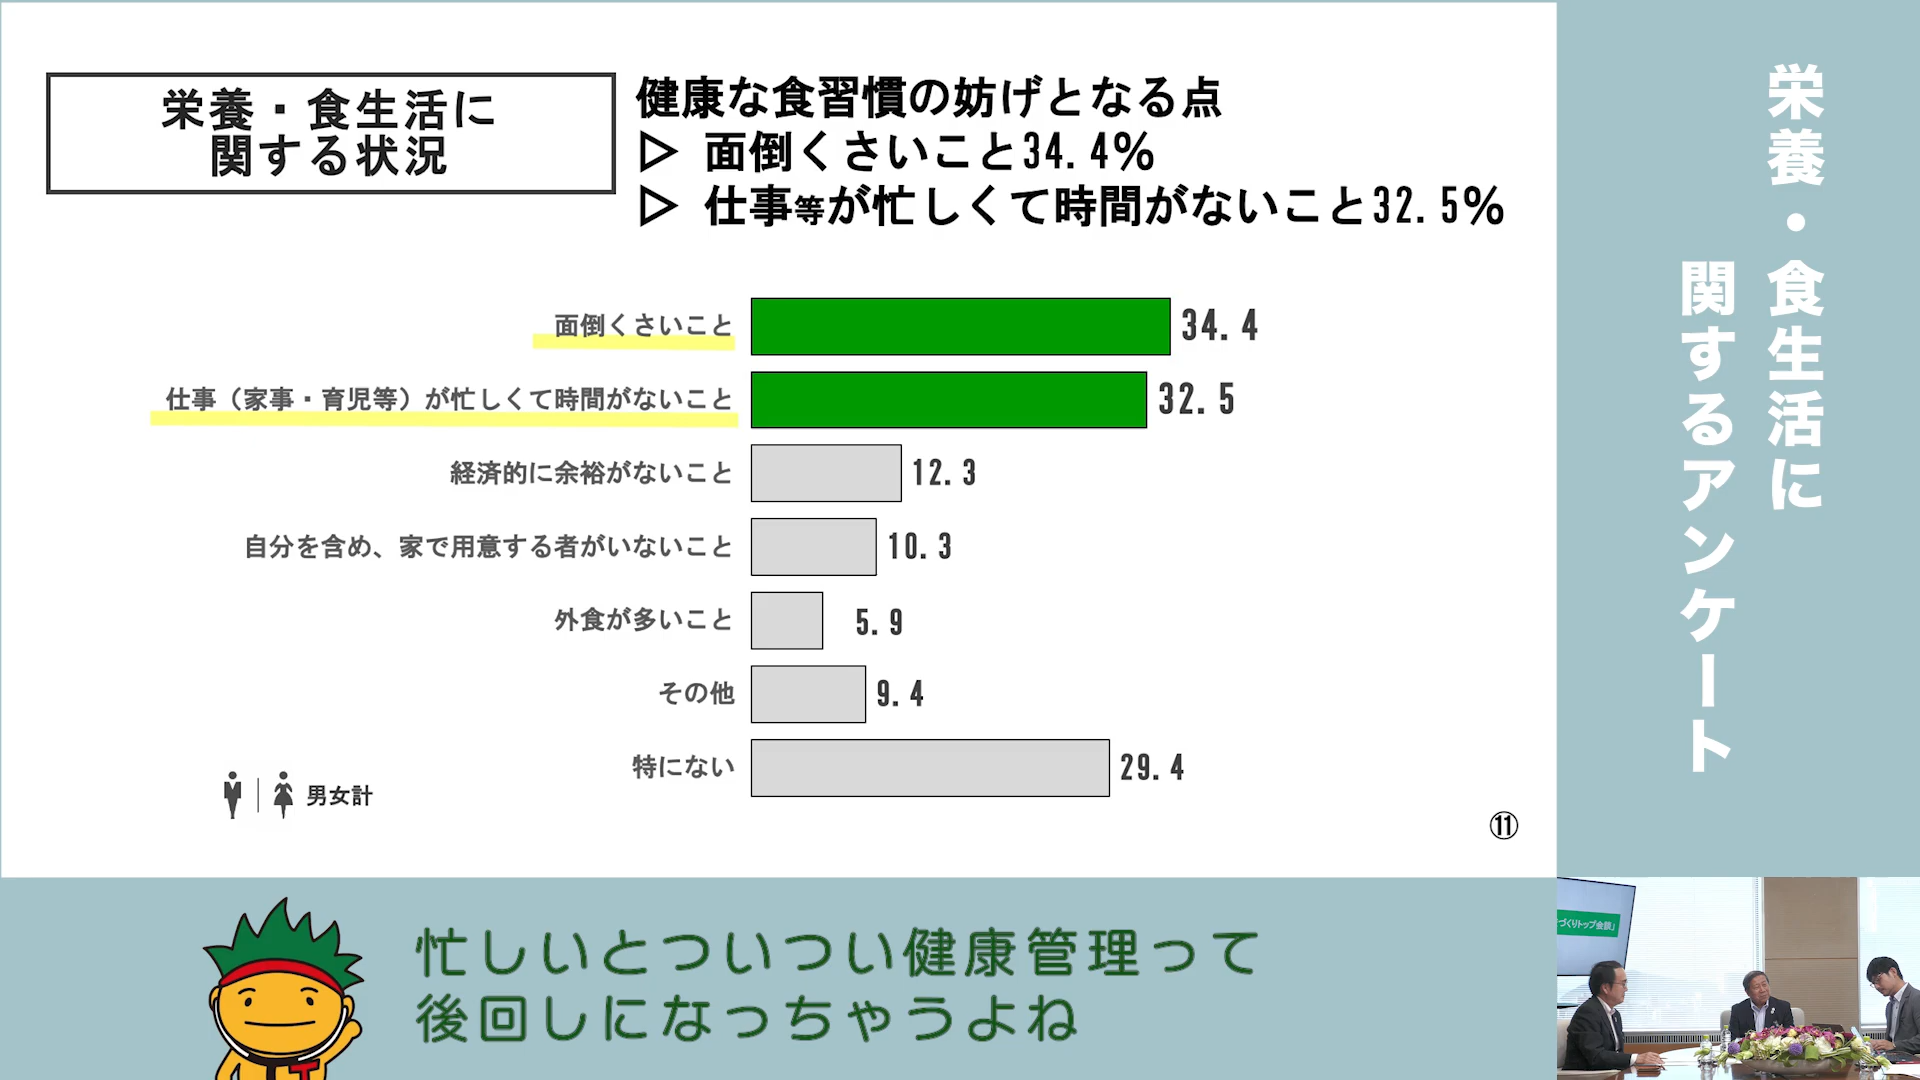 栄養・食生活に
関する状況
健康な食習慣の妨げとなる点
▷ 面倒くさいこと34.4%
▷ 仕事等が忙しくて時間がないこと32.5%
面倒くさいこと 34.4
仕事（家事・育児等）が忙しくて時間がないこと 32.5
経済的に余裕がないこと 12.3
自分を含め、家で用意する者がいないこと 10.3
外食が多いこと 5.9
その他 9.4
特にない 29.4
男女計
⑪
栄養・食生活に
関するアンケート
忙しいとついつい健康管理って
後回しになっちゃうよね
づくりトップ会談」